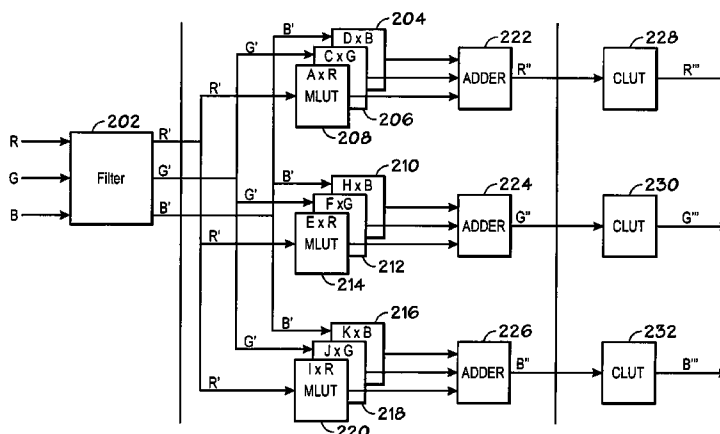 B' 204
D x B
G' C x G 222 228
A x R ADDER R'' CLUT R'''
R' MLUT
202 206
208
R R'
G Filter G'
B B'
B' 210
H x B
G' F x G 224 230
E x R ADDER G'' CLUT G'''
R' MLUT
212
214
B' 216
K x B
G' J x G 226 232
I x R ADDER B'' CLUT B'''
R' MLUT
218
220